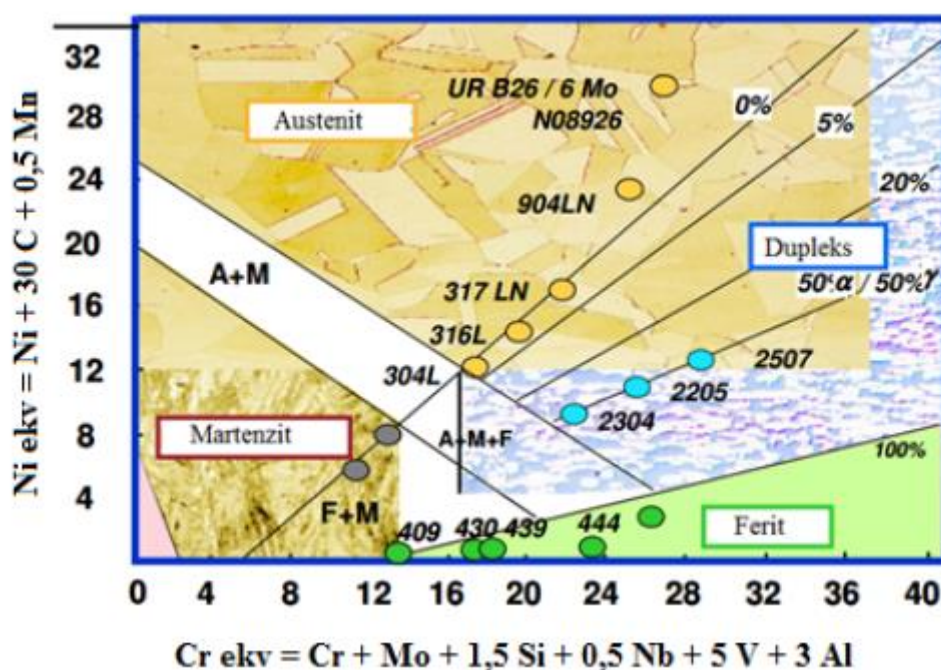 Ni ekv = Ni + 30 C + 0,5 Mn
32
28
24
20
16
12
8
4
UR B26 / 6 Mo
N08926
0%
5%
Austenit
904LN
20%
Dupleks
A+M
317 LN
50%α / 50%γ
316L
304L
2507
2205
2304
Martenzit
A+M+F
100%
F+M
409
430
439
444
Ferit
0
4
8
12
16
20
24
28
32
36
40
Cr ekv = Cr + Mo + 1,5 Si + 0,5 Nb + 5 V + 3 Al